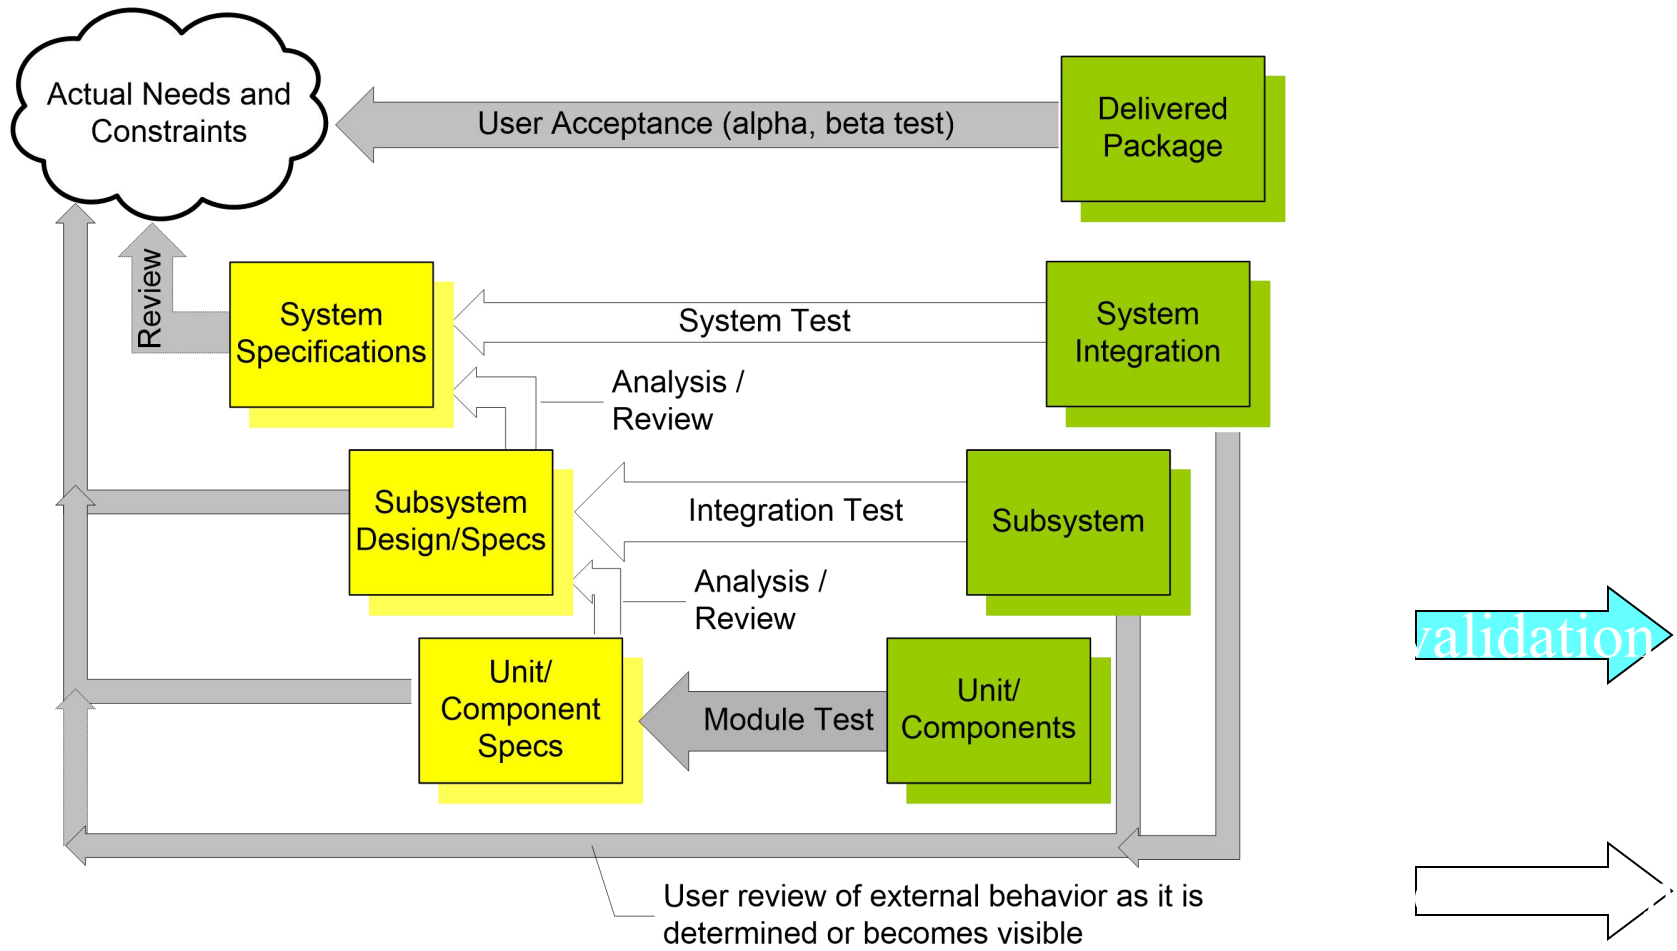 Actual Needs and
Constraints
User Acceptance (alpha, beta test)
Delivered
Package
Review
System
Specifications
System Test
System
Integration
Analysis /
Review
Subsystem
Design/Specs
Integration Test
Subsystem
Analysis /
Review
validation
Unit/
Component
Specs
Module Test
Unit/
Components
User review of external behavior as it is
determined or becomes visible